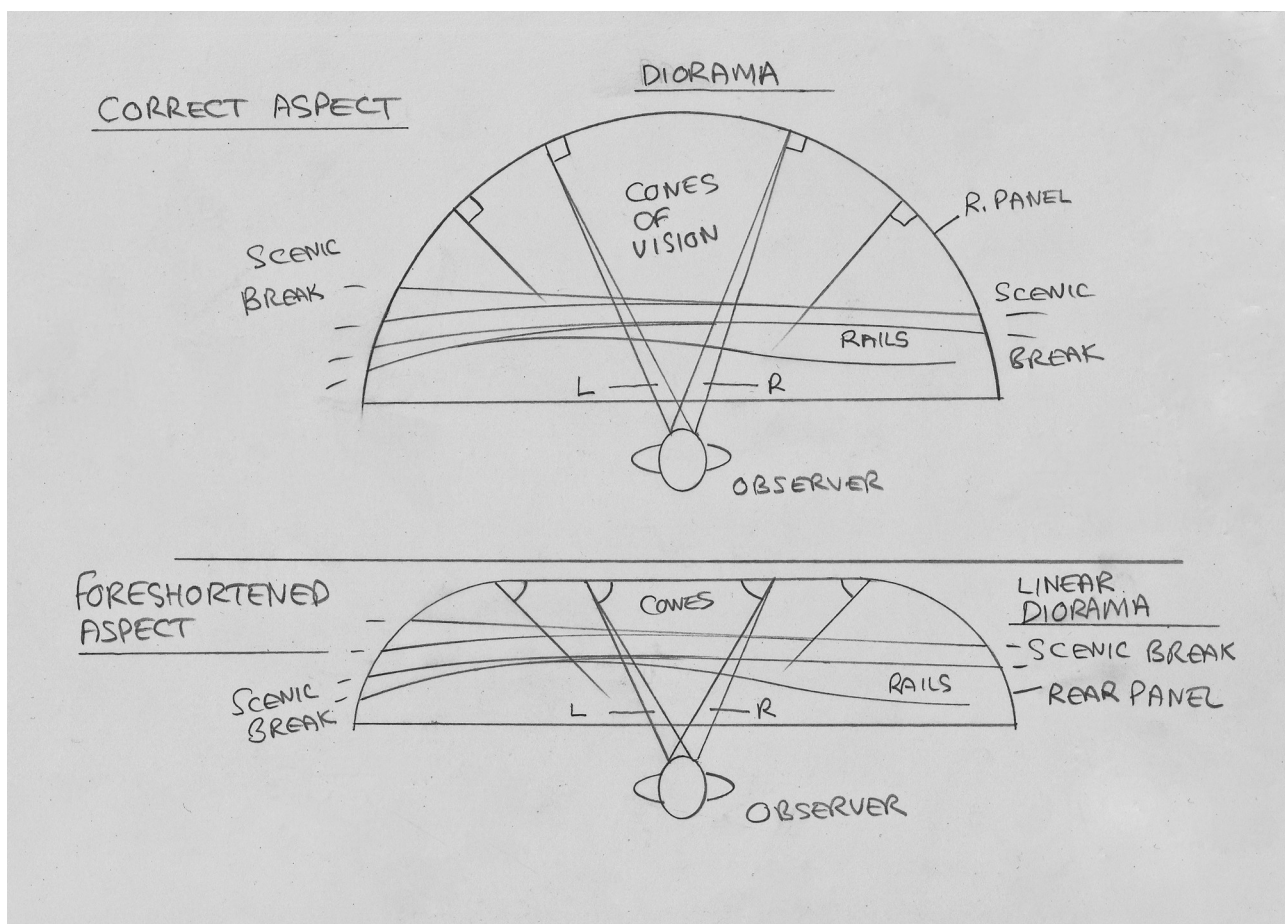 DIORAMA
CORRECT ASPECT
CONES
OF
VISION
R. PANEL
SCENIC
BREAK
SCENIC
BREAK
RAILS
L
R
OBSERVER
FORESHORTENED
ASPECT
CONES
LINEAR
DIORAMA
SCENIC BREAK
REAR PANEL
SCENIC
BREAK
RAILS
L
R
OBSERVER